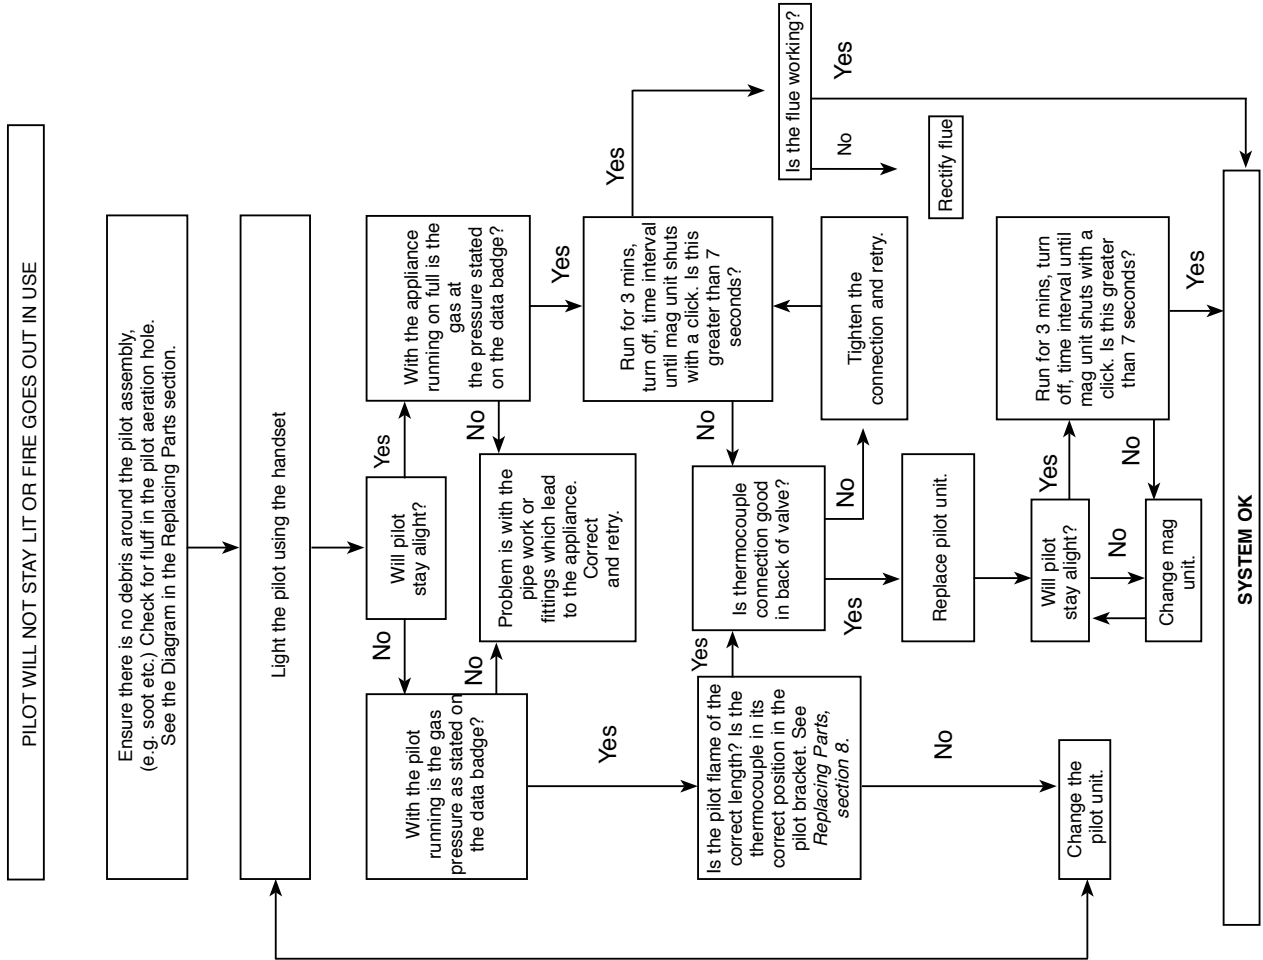 PILOT WILL NOT STAY LIT OR FIRE GOES OUT IN USE
Ensure there is no debris around the pilot assembly,
(e.g. soot etc.) Check for fluff in the pilot aeration hole.
See the Diagram in the Replacing Parts section.
Light the pilot using the handset
Will pilot
stay alight?
No
Yes
With the pilot
running is the gas
pressure as stated on
the data badge?
With the appliance
running on full is the
gas at
the pressure stated
on the data badge?
No
No
Problem is with the
pipe work or
fittings which lead
to the appliance.
Correct
and retry.
Yes
Yes
Is the pilot flame of the
correct length? Is the
thermocouple in its
correct position in the
pilot bracket. See
Replacing Parts,
section 8.
Yes
Run for 3 mins,
turn off, time interval
until mag unit shuts
with a click. Is this
greater than 7
seconds?
No
Yes
Is thermocouple
connection good
in back of valve?
No
Tighten the
connection and retry.
Is the flue working?
No
Yes
Rectify flue
Yes
Replace pilot unit.
No
Change the
pilot unit.
Will pilot
stay alight?
Yes
No
Change mag
unit.
Run for 3 mins, turn
off, time interval until
mag unit shuts with a
click. Is this greater
than 7 seconds?
No
Yes
SYSTEM OK